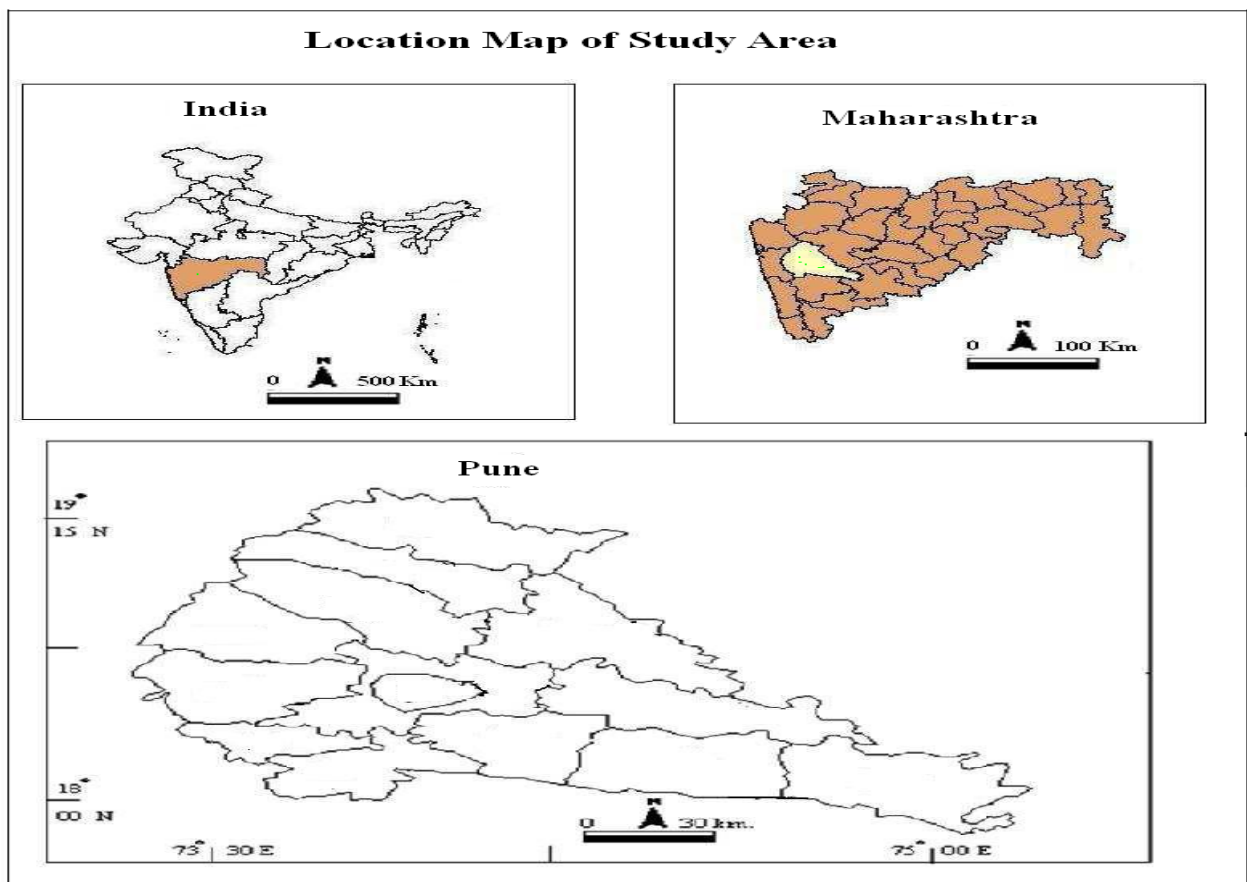 Location Map of Study Area
India
N
0 500 Km
Maharashtra
N
0 100 Km
Pune
19°
15 N
18°
00 N
N
0 30 km.
73° 30 E
75° 00 E